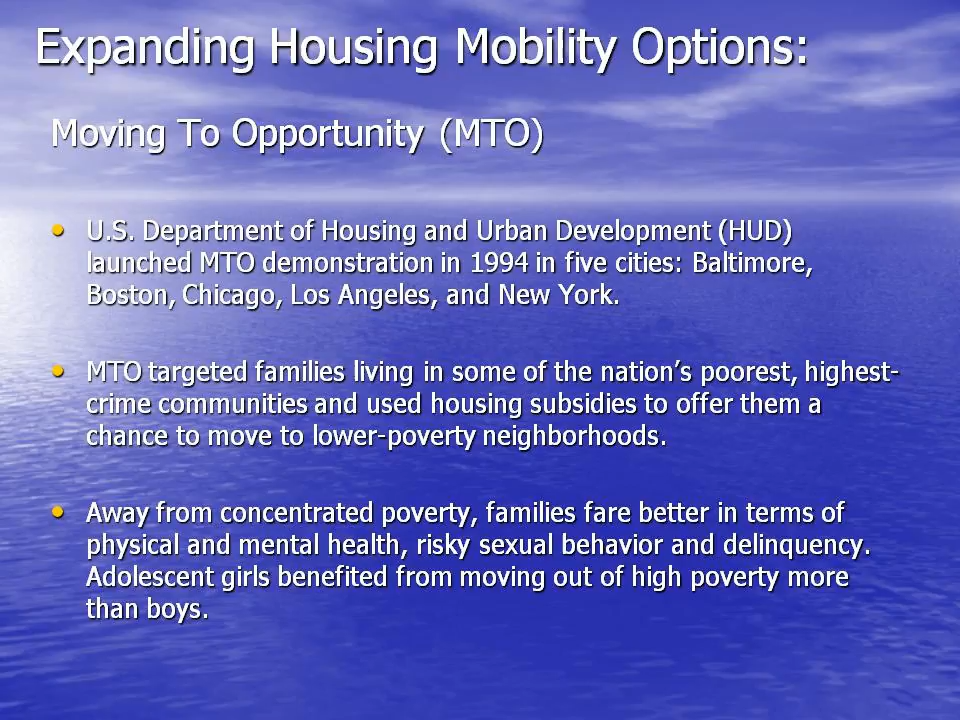 Expanding Housing Mobility Options:
Moving To Opportunity (MTO)
• U.S. Department of Housing and Urban Development (HUD)
launched MTO demonstration in 1994 in five cities: Baltimore,
Boston, Chicago, Los Angeles, and New York.
• MTO targeted families living in some of the nation’s poorest, highest-
crime communities and used housing subsidies to offer them a
chance to move to lower-poverty neighborhoods.
• Away from concentrated poverty, families fare better in terms of
physical and mental health, risky sexual behavior and delinquency.
Adolescent girls benefited from moving out of high poverty more
than boys.